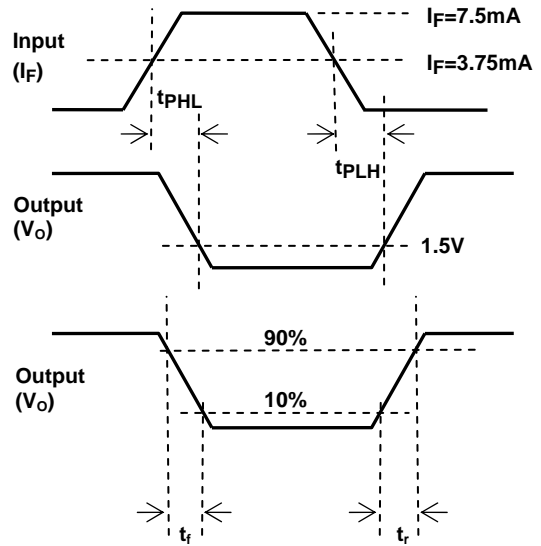 Input
(IF)
IF=7.5mA
IF=3.75mA
tPHL
tPLH
Output
(VO)
1.5V
Output
(VO)
90%
10%
tf
tr